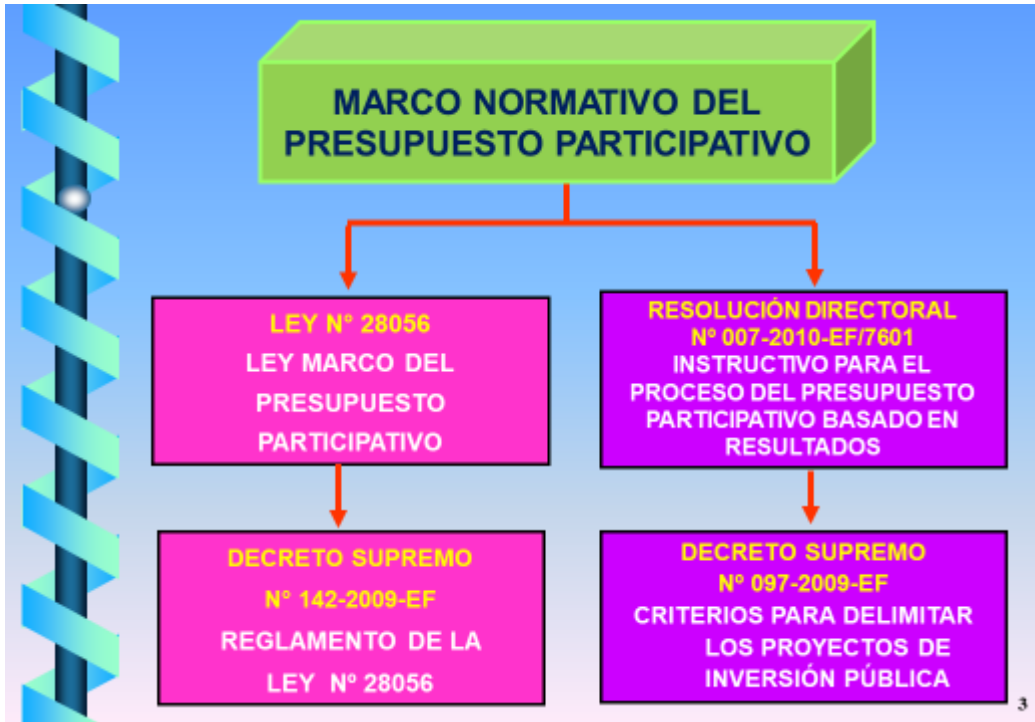 MARCO NORMATIVO DEL
PRESUPUESTO PARTICIPATIVO
LEY N° 28056
LEY MARCO DEL
PRESUPUESTO
PARTICIPATIVO
RESOLUCIÓN DIRECTORAL
Nº 007-2010-EF/7601
INSTRUCTIVO PARA EL
PROCESO DEL PRESUPUESTO
PARTICIPATIVO BASADO EN
RESULTADOS
DECRETO SUPREMO
N° 142-2009-EF
REGLAMENTO DE LA
LEY Nº 28056
DECRETO SUPREMO
Nº 097-2009-EF
CRITERIOS PARA DELIMITAR
LOS PROYECTOS DE
INVERSIÓN PÚBLICA
3